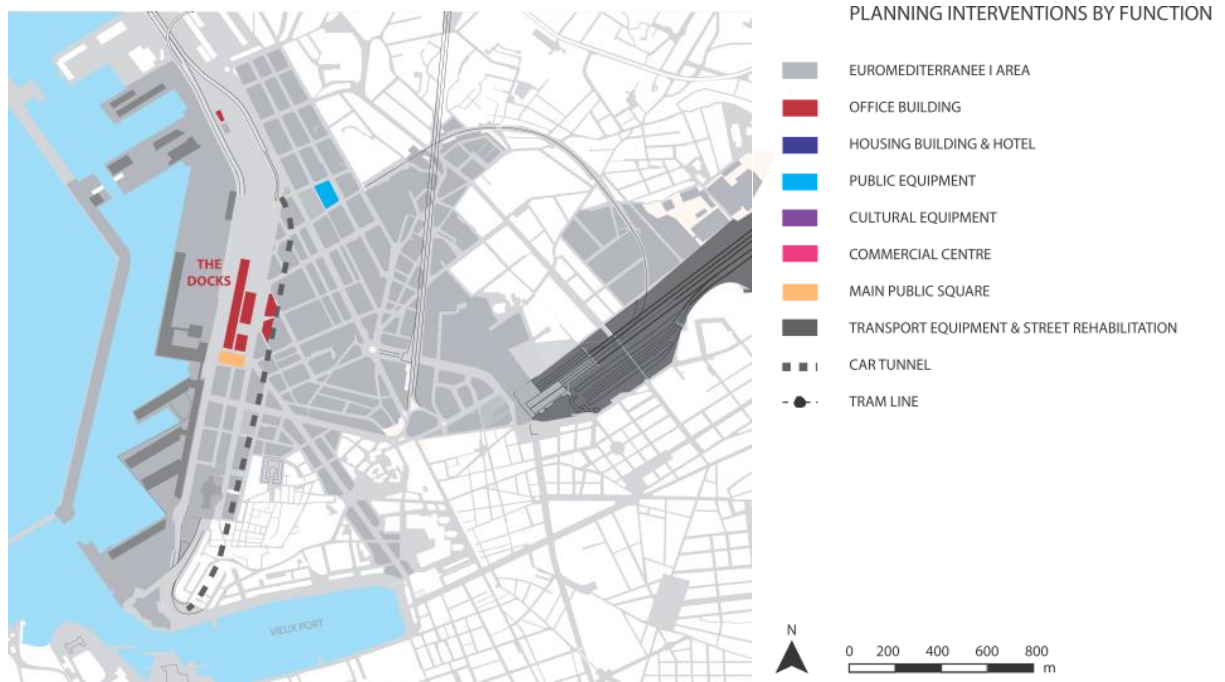 PLANNING INTERVENTIONS BY FUNCTION
EUROMEDITERRANEE I AREA
OFFICE BUILDING
HOUSING BUILDING & HOTEL
PUBLIC EQUIPMENT
CULTURAL EQUIPMENT
COMMERCIAL CENTRE
MAIN PUBLIC SQUARE
TRANSPORT EQUIPMENT & STREET REHABILITATION
CAR TUNNEL
TRAM LINE
THE
DOCKS
VIEUX PORT
N
0 200 400 600 800
m